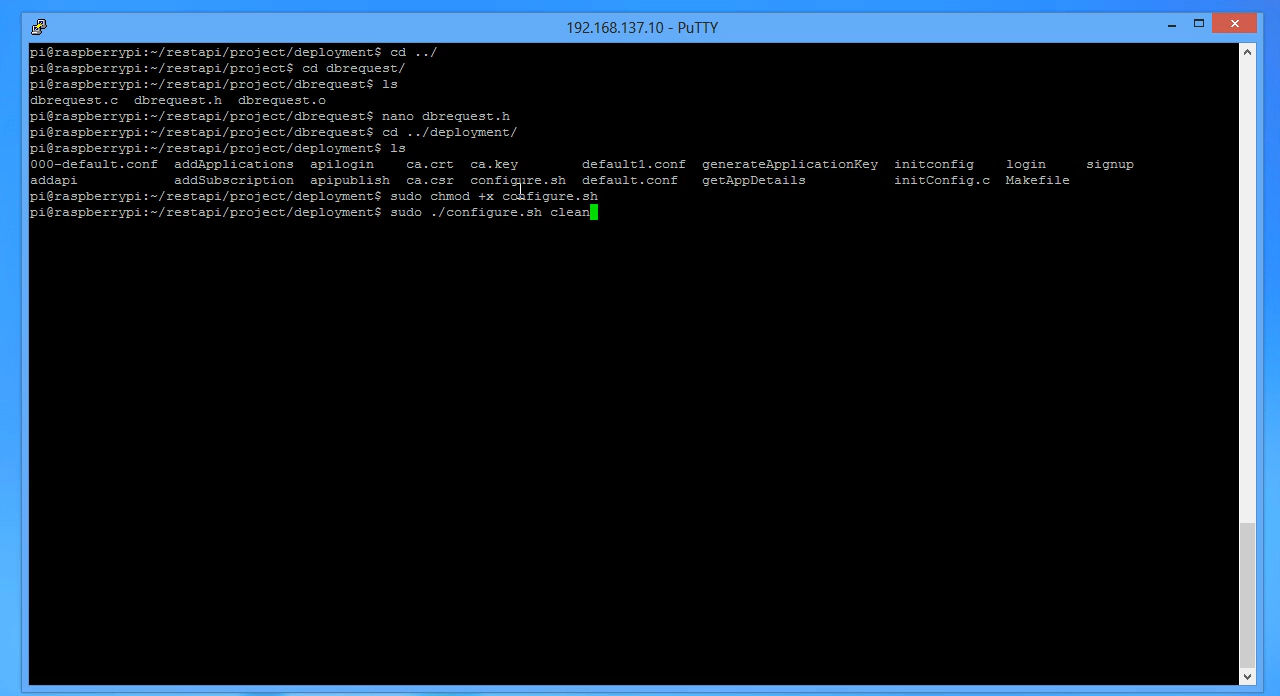 192.168.137.10 - PuTTY
pi@raspberrypi:~/restapi/project/deployment$ cd ../
pi@raspberrypi:~/restapi/project$ cd dbrequest/
pi@raspberrypi:~/restapi/project/dbrequest$ ls
dbrequest.c  dbrequest.h  dbrequest.o
pi@raspberrypi:~/restapi/project/dbrequest$ nano dbrequest.h
pi@raspberrypi:~/restapi/project/dbrequest$ cd ../deployment/
pi@raspberrypi:~/restapi/project/deployment$ ls
000-default.conf  addApplications  apilogin    ca.crt  ca.key        default1.conf  generateApplicationKey  initconfig    login     signup
addapi            addSubscription  apipublish  ca.csr  configure.sh  default.conf   getAppDetails           initConfig.c  Makefile
pi@raspberrypi:~/restapi/project/deployment$ sudo chmod +x configure.sh
pi@raspberrypi:~/restapi/project/deployment$ sudo ./configure.sh clean